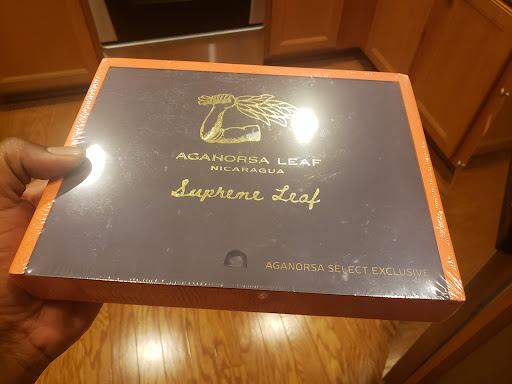 AGANORSA LEAF
NICARAGUA
Supreme Leaf
AGANORSA SELECT EXCLUSIVE